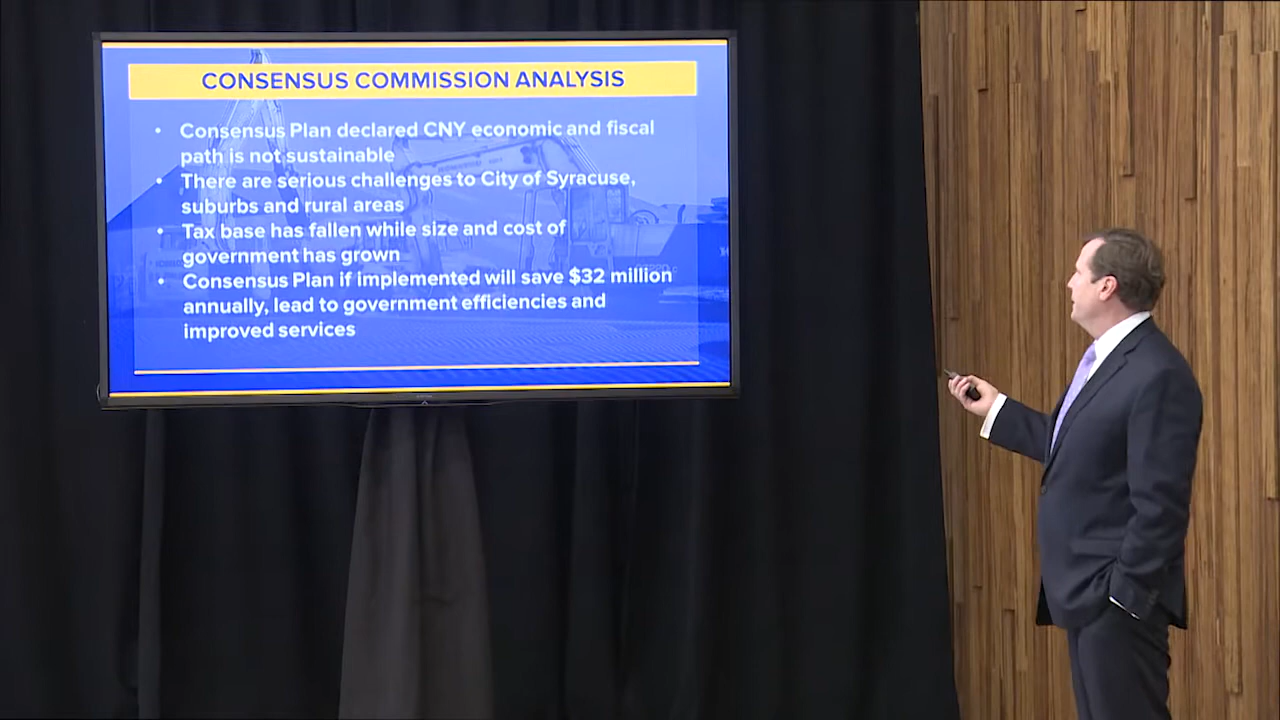 CONSENSUS COMMISSION ANALYSIS
• Consensus Plan declared CNY economic and fiscal
path is not sustainable
• There are serious challenges to City of Syracuse,
suburbs and rural areas
• Tax base has fallen while size and cost of
government has grown
• Consensus Plan if implemented will save $32 million
annually, lead to government efficiencies and
improved services